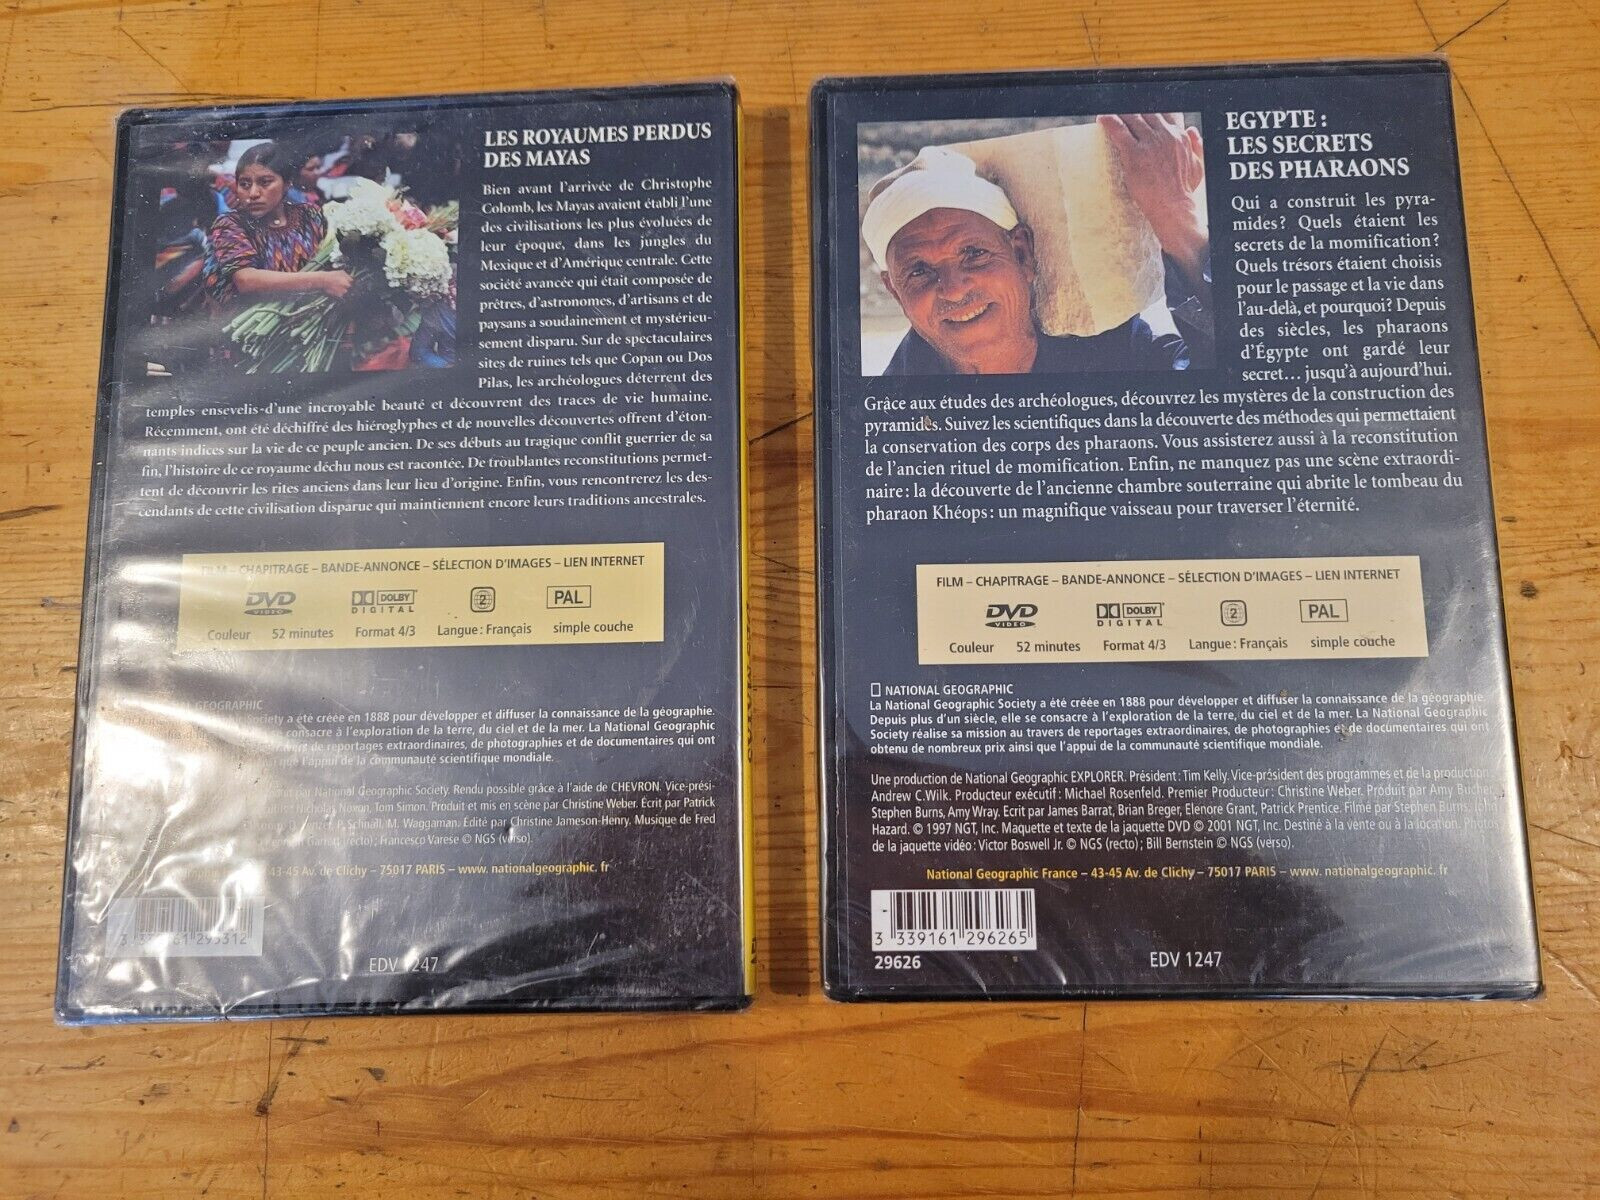 LES ROYAUMES PERDUS
DES MAYAS
Bien avant l'arrivée de Christophe
Colomb, les Mayas avaient établi l'une
des civilisations les plus évoluées de
leur époque, dans les jungles du
Mexique et d'Amérique centrale. Cette
société avancée qui était composée de
prêtres, d'astronomes, d'artisans et de
paysans a soudainement et mystérieu-
sement disparu. Sur de spectaculaires
sites de ruines tels que Copan ou Dos
Pilas, les archéologues déterrent des
temples ensevelis d'une incroyable beauté et découvrent des traces de vie humaine.
Récemment, ont été déchiffré des hiéroglyphes et de nouvelles découvertes offrent d'éton-
nants indices sur la vie de ce peuple ancien. De ses débuts au tragique conflit guerrier de sa
fin, l'histoire de ce royaume déchu nous est racontée. De troublantes reconstitutions permet-
tent de découvrir les rites anciens dans leur lieu d'origine. Enfin, vous rencontrerez les des-
cendants de cette civilisation disparue qui maintiennent encore leurs traditions ancestrales.
FILM – CHAPITRAGE – BANDE-ANNONCE – SÉLECTION D'IMAGES – LIEN INTERNET
DVD VIDEO DOLBY DIGITAL 2 PAL
Couleur 52 minutes Format 4/3 Langue : Français simple couche
GEOGRAPHIC
Society a été créée en 1888 pour développer et diffuser la connaissance de la géographie.
consacre à l'exploration de la terre, du ciel et de la mer. La National Geographic
de reportages extraordinaires, de photographies et de documentaires qui ont
que l'appui de la communauté scientifique mondiale.
par National Geographic Society. Rendu possible grâce à l'aide de CHEVRON. Vice-prési-
Nicholas Noxon, Tom Simon. Produit et mis en scène par Christine Weber. Écrit par Patrick
P. Schnall, M. Waggaman. Édité par Christine Jameson-Henry. Musique de Fred
Garrett (recto) ; Francesco Varese © NGS (verso).
43-45 Av. de Clichy – 75017 PARIS – www.nationalgeographic.fr
EDV 1247
EGYPTE :
LES SECRETS
DES PHARAONS
Qui a construit les pyra-
mides ? Quels étaient les
secrets de la momification ?
Quels trésors étaient choisis
pour le passage et la vie dans
l'au-delà, et pourquoi ? Depuis
des siècles, les pharaons
d'Égypte ont gardé leur
secret... jusqu'à aujourd'hui.
Grâce aux études des archéologues, découvrez les mystères de la construction des
pyramides. Suivez les scientifiques dans la découverte des méthodes qui permettaient
la conservation des corps des pharaons. Vous assisterez aussi à la reconstitution
de l'ancien rituel de momification. Enfin, ne manquez pas une scène extraordi-
naire : la découverte de l'ancienne chambre souterraine qui abrite le tombeau du
pharaon Khéops : un magnifique vaisseau pour traverser l'éternité.
FILM – CHAPITRAGE – BANDE-ANNONCE – SÉLECTION D'IMAGES – LIEN INTERNET
DVD VIDEO DOLBY DIGITAL 2 PAL
Couleur 52 minutes Format 4/3 Langue : Français simple couche
NATIONAL GEOGRAPHIC
La National Geographic Society a été créée en 1888 pour développer et diffuser la connaissance de la géographie.
Depuis plus d'un siècle, elle se consacre à l'exploration de la terre, du ciel et de la mer. La National Geographic
Society réalise sa mission au travers de reportages extraordinaires, de photographies et de documentaires qui ont
obtenu de nombreux prix ainsi que l'appui de la communauté scientifique mondiale.
Une production de National Geographic EXPLORER. Président : Tim Kelly. Vice-président des programmes et de la production :
Andrew C.Wilk. Producteur exécutif : Michael Rosenfeld. Premier Producteur : Christine Weber. Produit par Amy Bucher,
Stephen Burns, Amy Wray. Ecrit par James Barrat, Brian Breger, Elenore Grant, Patrick Prentice. Filmé par Stephen Burns, John
Hazard. © 1997 NGT, Inc. Maquette et texte de la jaquette DVD © 2001 NGT, Inc. Destiné à la vente ou à la location. Photos
de la jaquette vidéo : Victor Boswell Jr. © NGS (recto) ; Bill Bernstein © NGS (verso).
National Geographic France – 43-45 Av. de Clichy – 75017 PARIS – www.nationalgeographic.fr
3 339161 296265
29626
EDV 1247